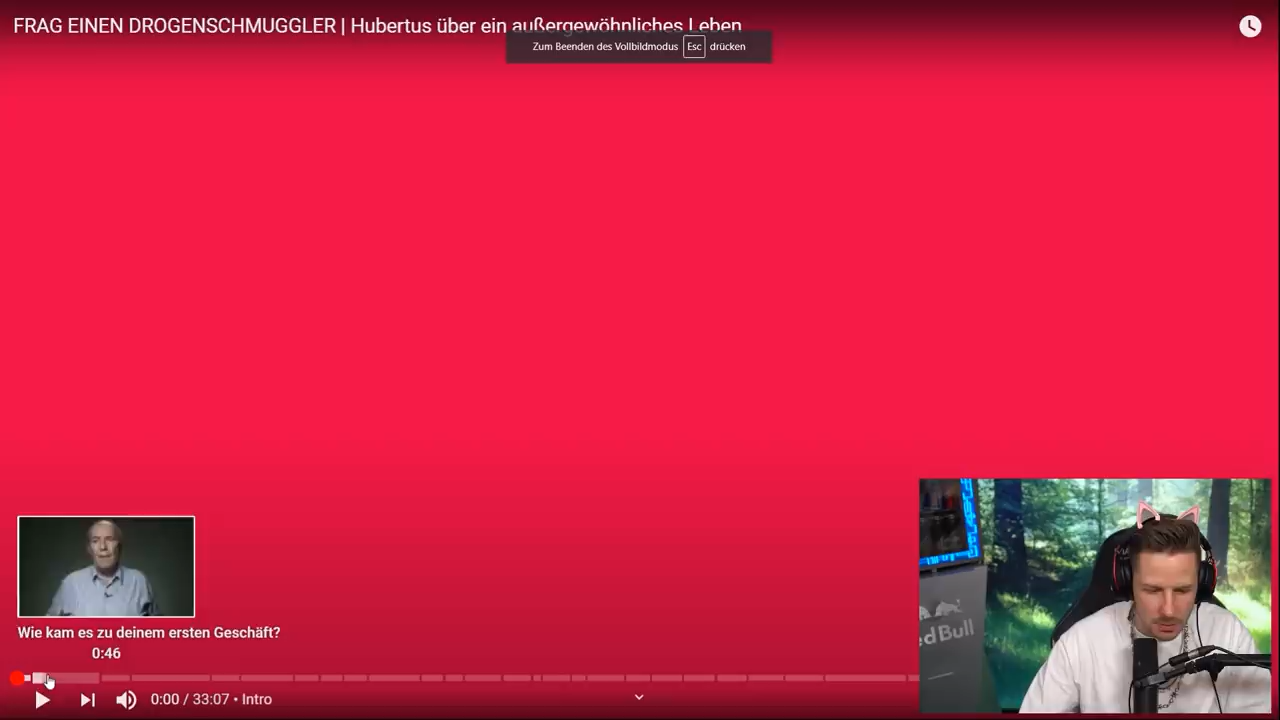 FRAG EINEN DROGENSCHMUGGLER | Hubertus über ein außergewöhnliches Leben
Zum Beenden des Vollbildmodus Esc drücken
Wie kam es zu deinem ersten Geschäft?
0:46
0:00 / 33:07 • Intro
edBull